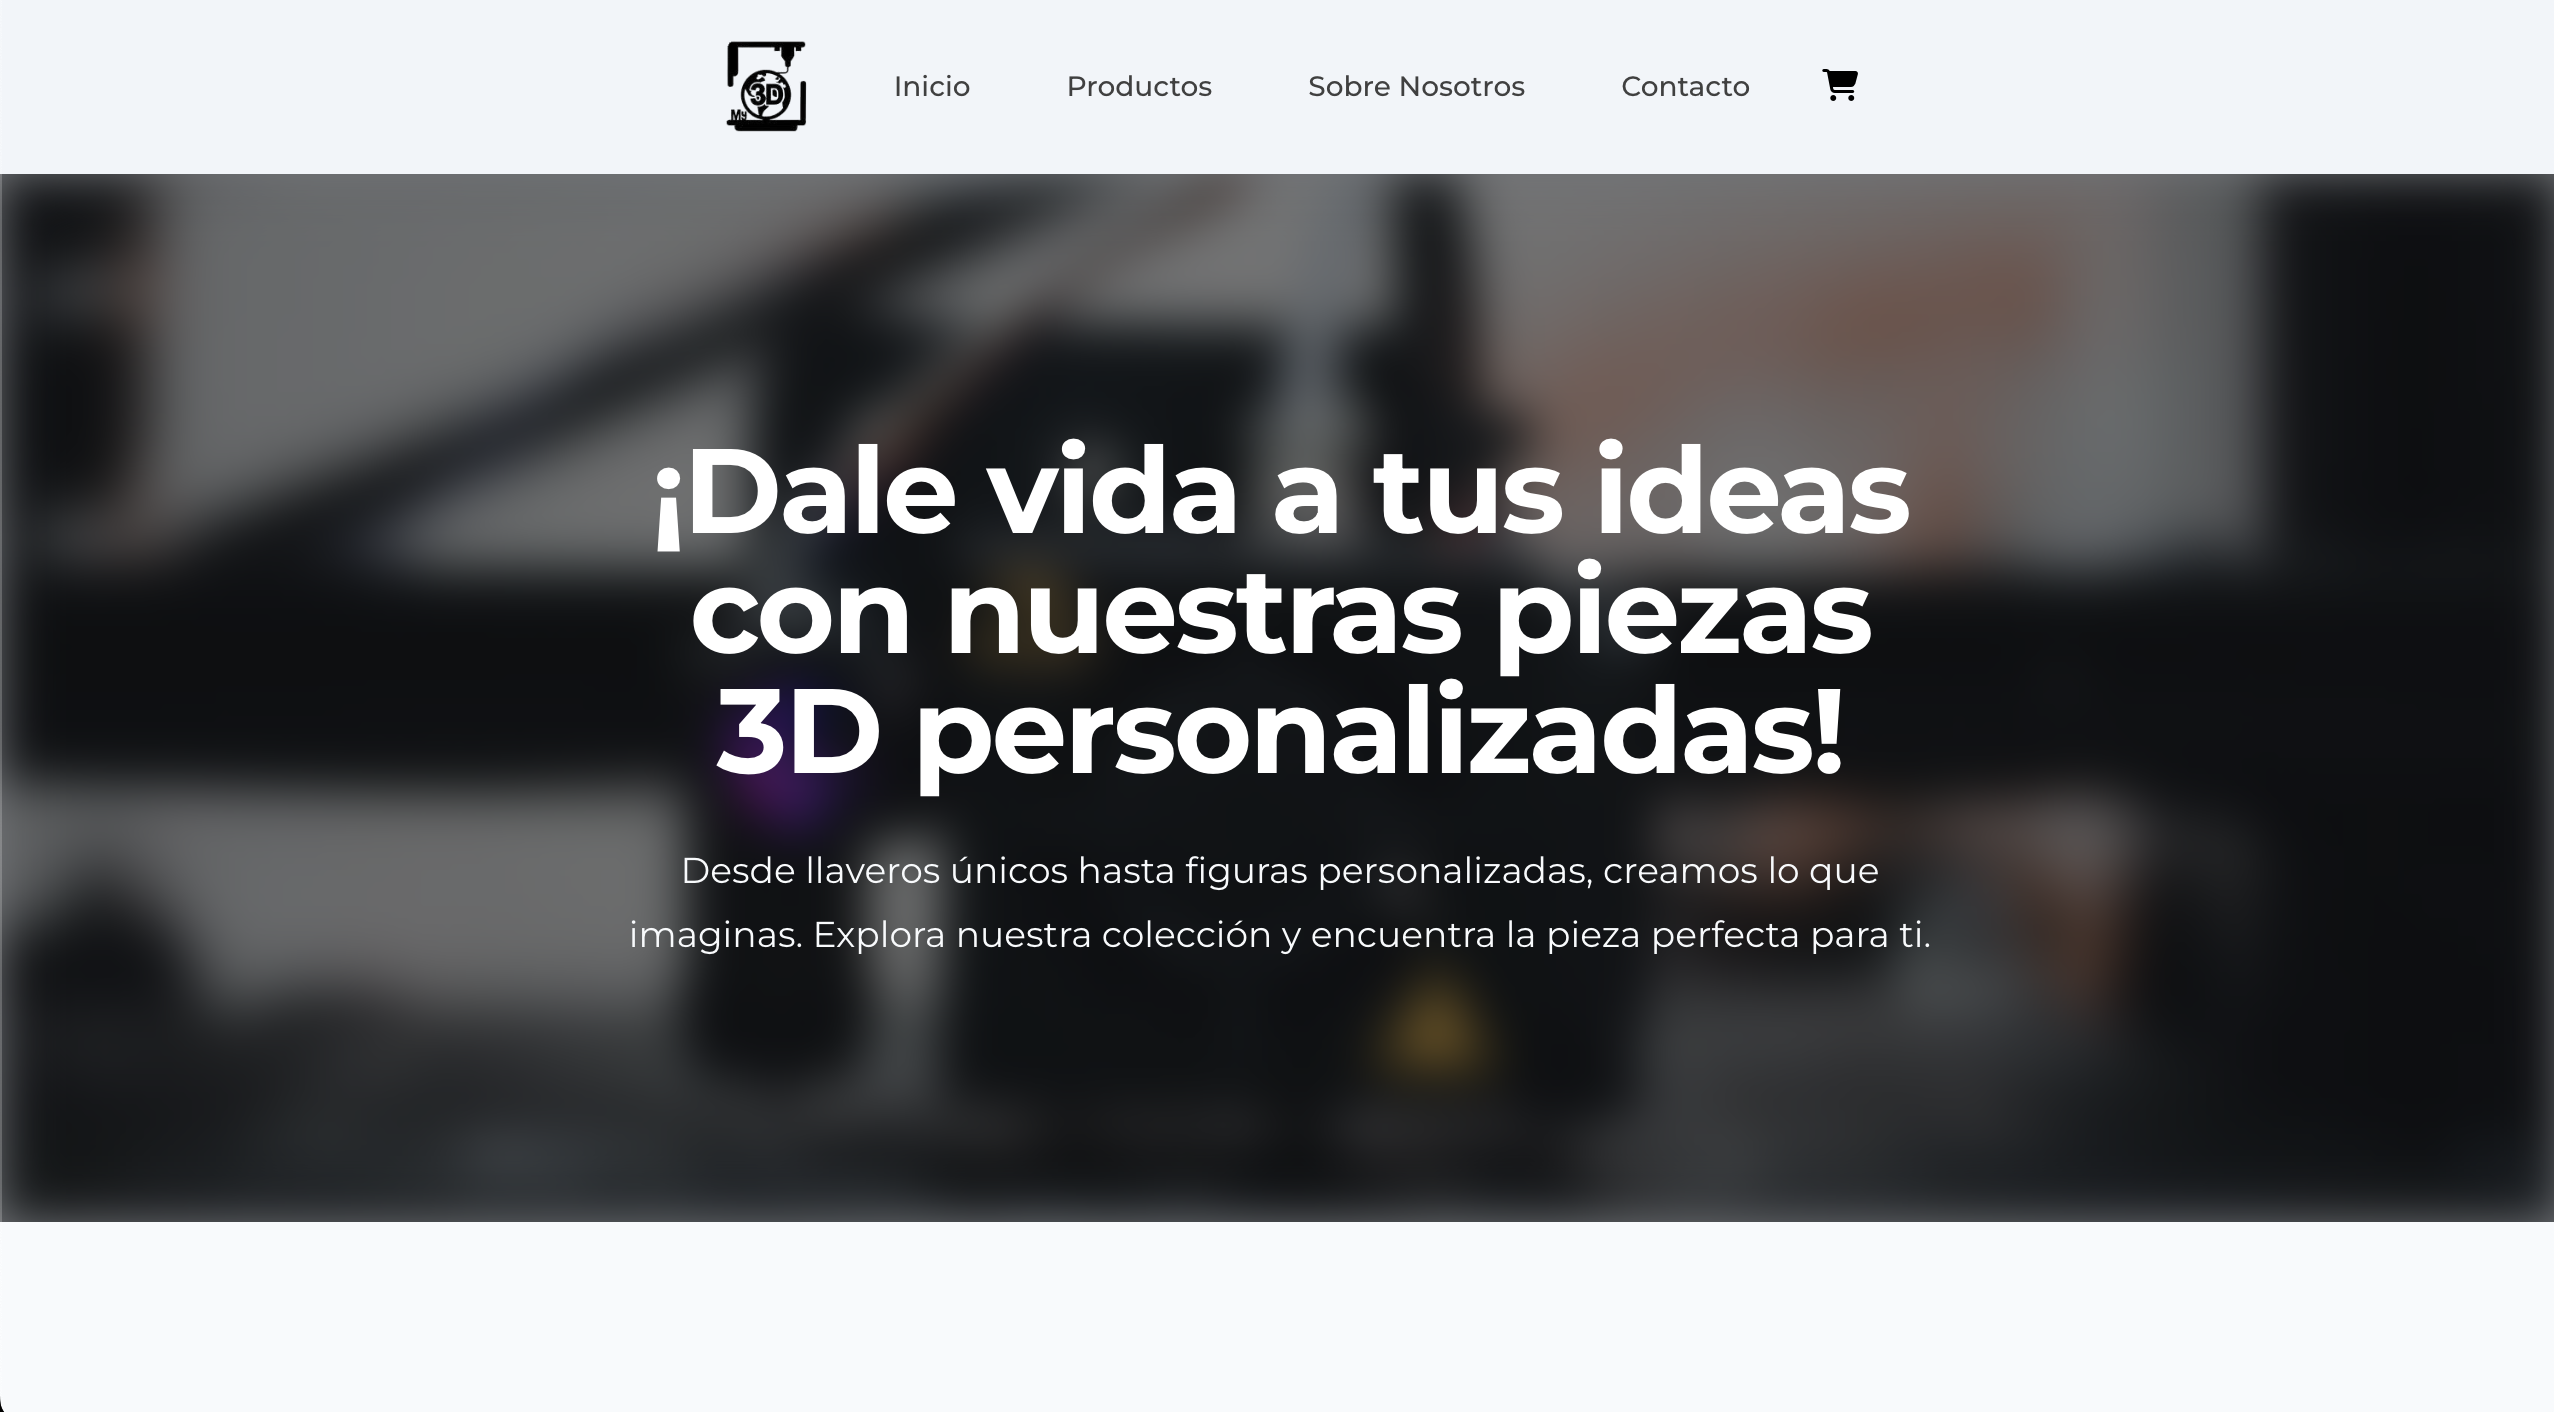 3D
My
Inicio
Productos
Sobre Nosotros
Contacto
¡Dale vida a tus ideas
con nuestras piezas
3D personalizadas!
Desde llaveros únicos hasta figuras personalizadas, creamos lo que
imaginas. Explora nuestra colección y encuentra la pieza perfecta para ti.